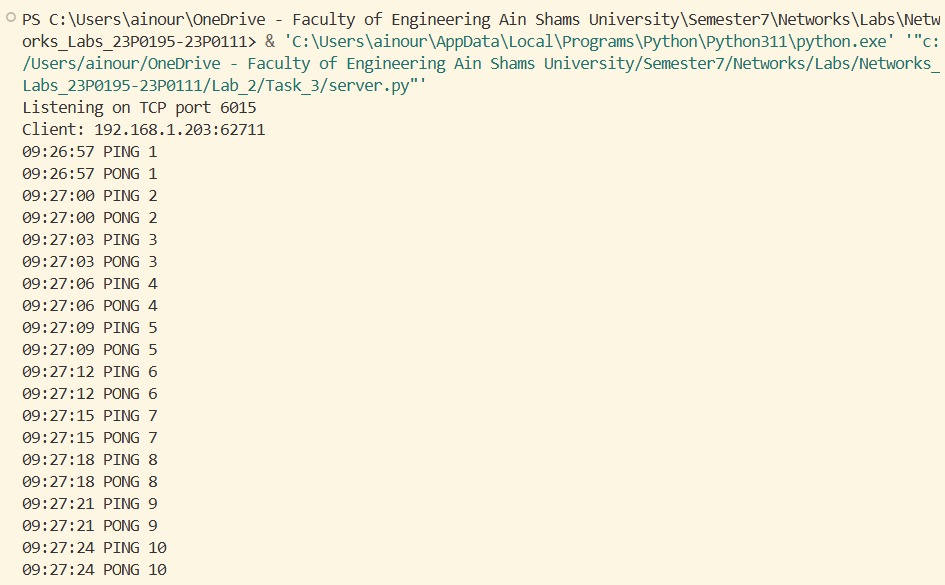 PS C:\Users\ainour\OneDrive - Faculty of Engineering Ain Shams University\Semester7\Networks\Labs\Netw
orks_Labs_23P0195-23P0111> & 'C:\Users\ainour\AppData\Local\Programs\Python\Python311\python.exe' '"c:
/Users/ainour/OneDrive - Faculty of Engineering Ain Shams University/Semester7/Networks/Labs/Networks_
Labs_23P0195-23P0111/Lab_2/Task_3/server.py"'
Listening on TCP port 6015
Client: 192.168.1.203:62711
09:26:57 PING 1
09:26:57 PONG 1
09:27:00 PING 2
09:27:00 PONG 2
09:27:03 PING 3
09:27:03 PONG 3
09:27:06 PING 4
09:27:06 PONG 4
09:27:09 PING 5
09:27:09 PONG 5
09:27:12 PING 6
09:27:12 PONG 6
09:27:15 PING 7
09:27:15 PONG 7
09:27:18 PING 8
09:27:18 PONG 8
09:27:21 PING 9
09:27:21 PONG 9
09:27:24 PING 10
09:27:24 PONG 10